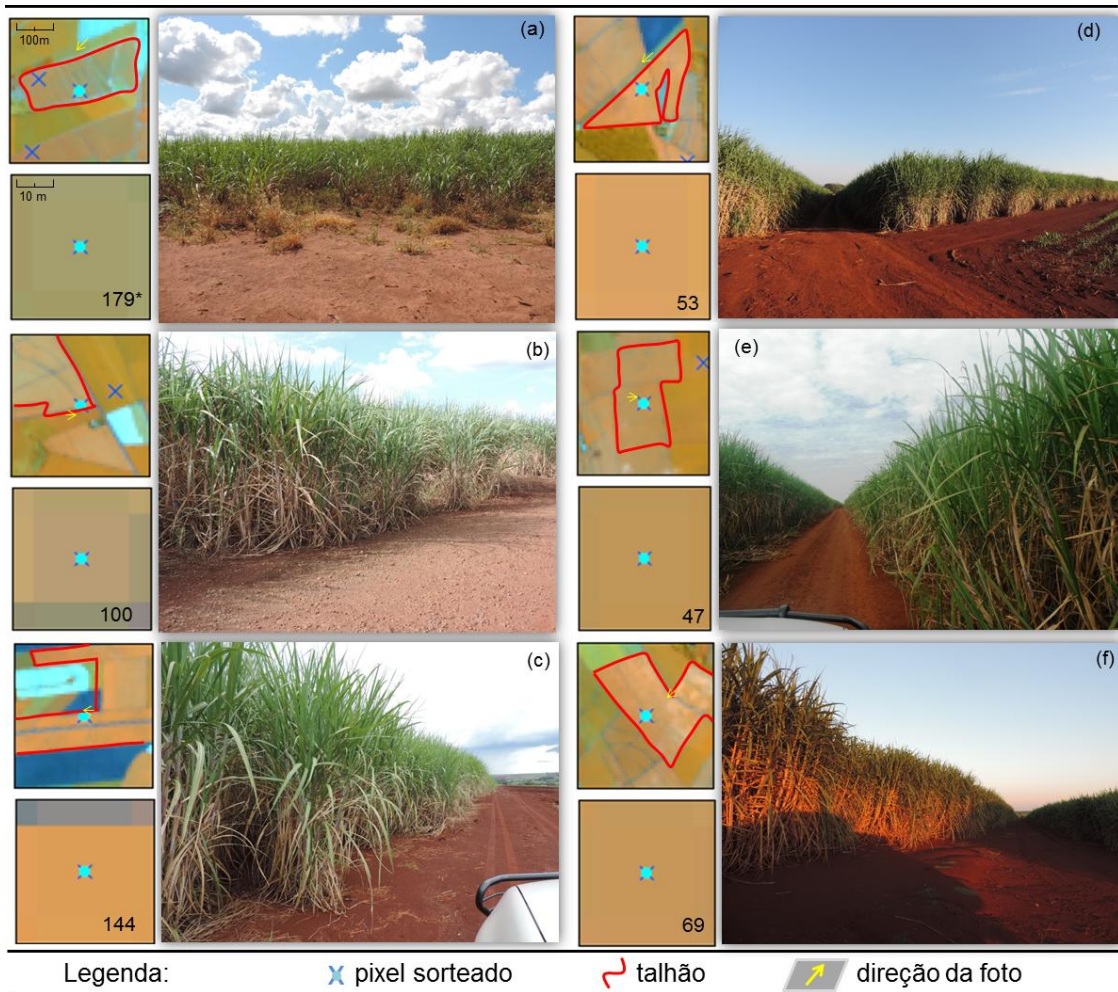 100m
(a)
10 m
179*
(b)
100
(c)
144
(d)
53
(e)
47
(f)
69
Legenda: pixel sorteado talhão direção da foto